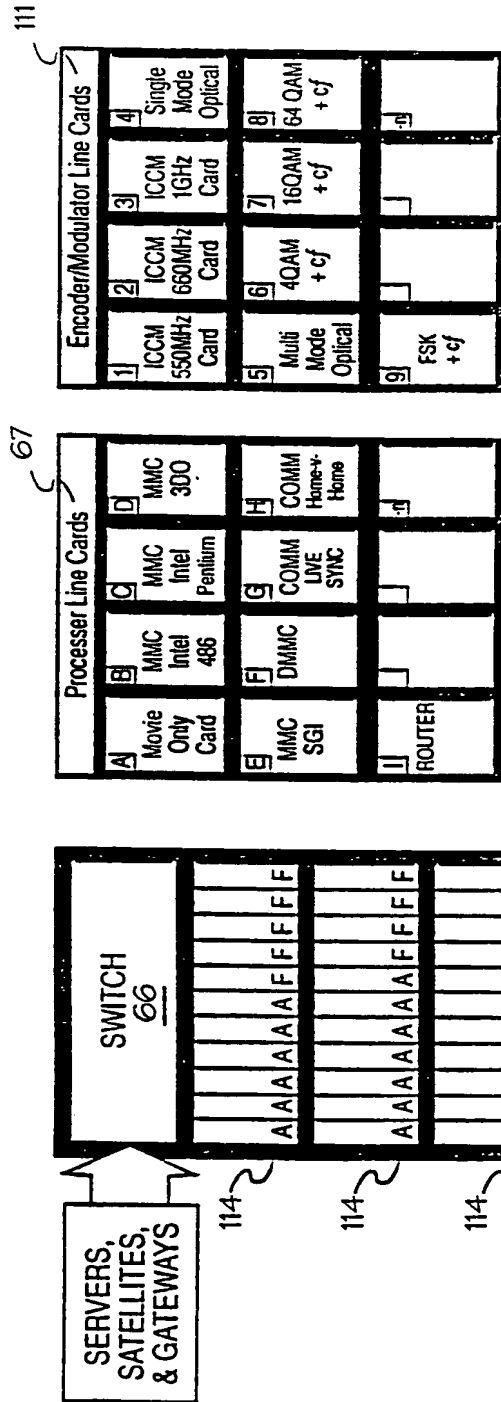 SERVERS,
SATELLITES,
& GATEWAYS
SWITCH
66
A A A A A A F F F F F
114
A A A A A A A F F F F
114
114
Processer Line Cards
67
A Movie Only Card
B MMC Intel 486
C MMC Intel Pentium
D MMC 3DO
E MMC SGI
F DMMC
G COMM LIVE SYNC
H COMM Home-v-Home
I ROUTER
·n
Encoder/Modulator Line Cards
111
1 ICCM 550MHz Card
2 ICCM 660MHz Card
3 ICCM 1GHz Card
4 Single Mode Optical
5 Multi Mode Optical
6 4QAM + cf
7 16QAM + cf
8 64 QAM + cf
9 FSK + cf
·n